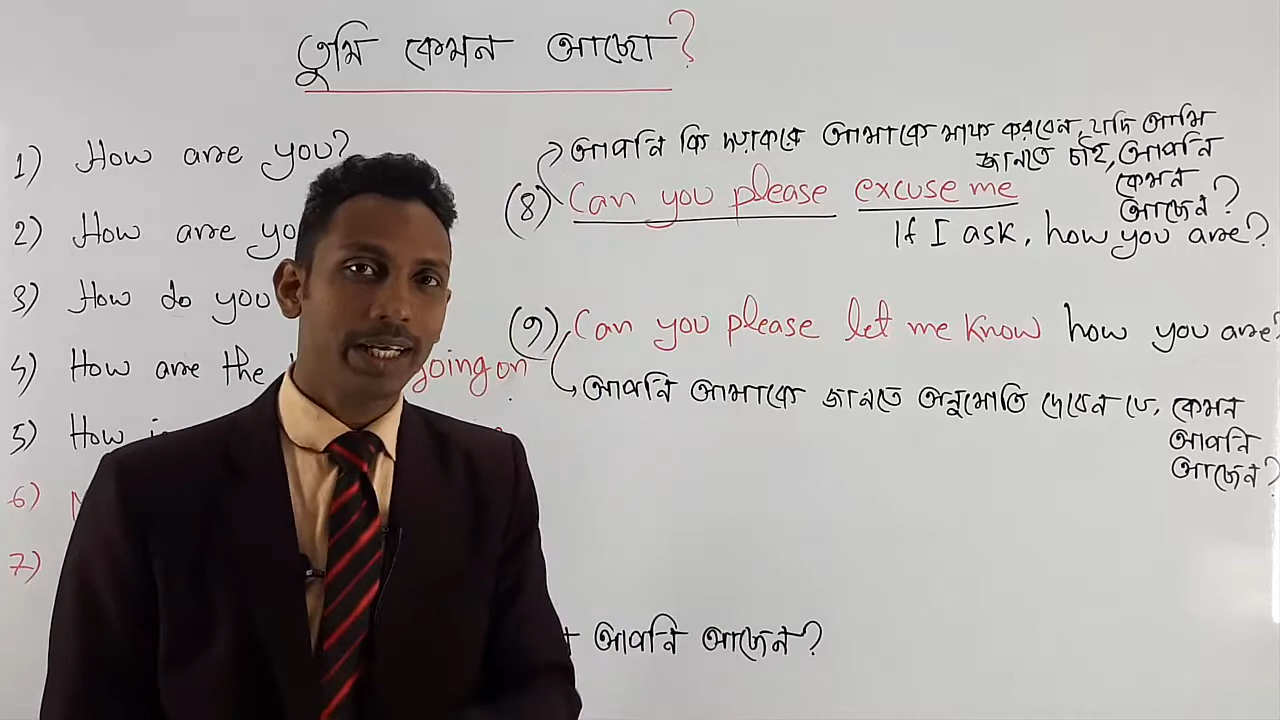 তুমি কেমন আছো?
1) How are you?
2) How are
3) How do you
4) How are the going on
5) How
6)
7)
আপনি কি দয়াকরে আমাকে মাফ করবেন, যদি আমি
জানতে চাই, আপনি
কেমন
আছেন?
(8) Can you please excuse me
If I ask, how you are?
(9) Can you please let me know how you are?
আপনি আমাকে জানতে অনুমোতি দেবেন যে, কেমন
আপনি
আছেন?
আপনি আছেন?